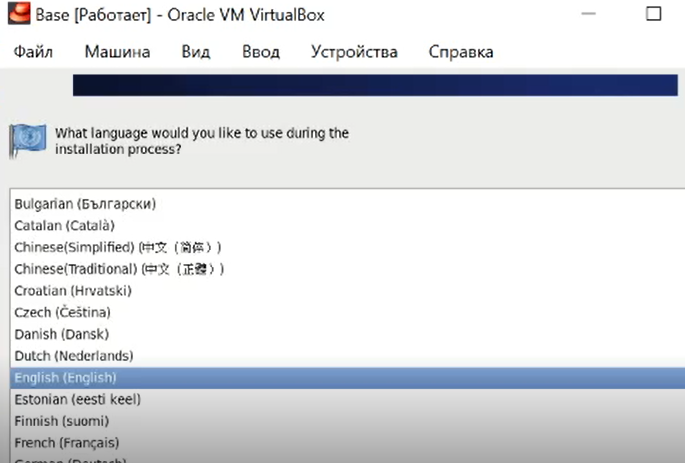 Base [Работает] - Oracle VM VirtualBox
Файл Машина Вид Ввод Устройства Справка
What language would you like to use during the
installation process?
Bulgarian (Български)
Catalan (Català)
Chinese(Simplified) (中文（简体）)
Chinese(Traditional) (中文（正體）)
Croatian (Hrvatski)
Czech (Čeština)
Danish (Dansk)
Dutch (Nederlands)
English (English)
Estonian (eesti keel)
Finnish (suomi)
French (Français)
German (Deutsch)